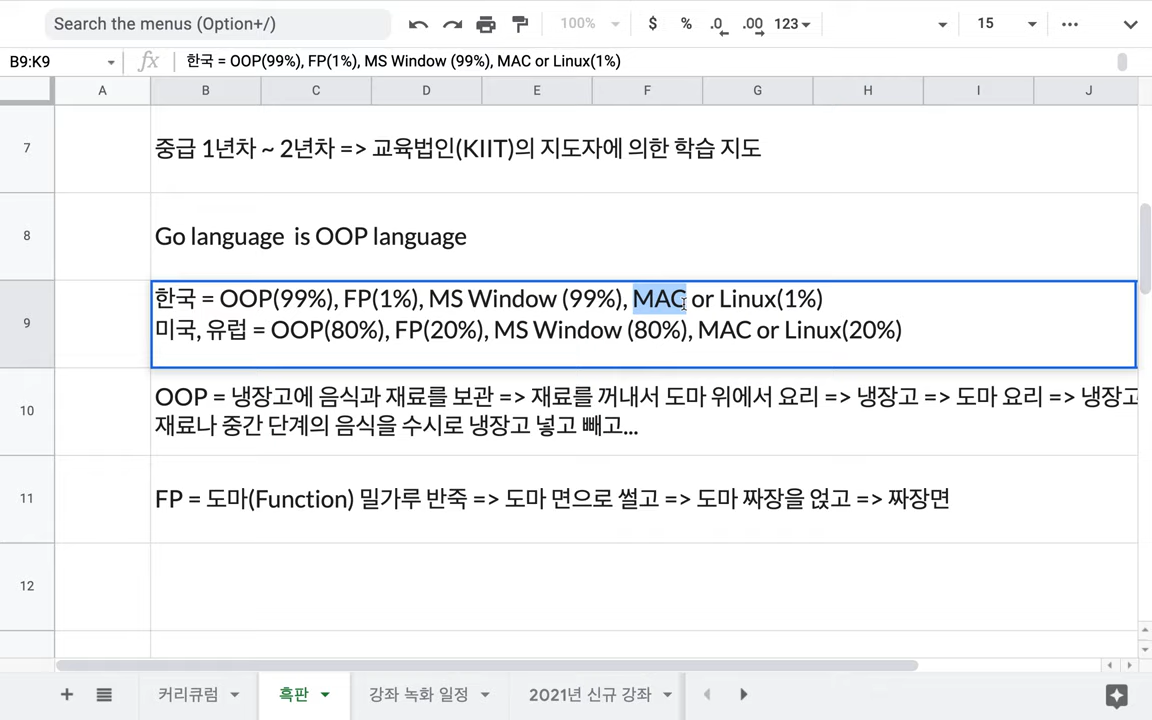 Search the menus (Option+/)
100%
$ % .0 .00 123
15
B9:K9
fx
한국 = OOP(99%), FP(1%), MS Window (99%), MAC or Linux(1%)
A B C D E F G H I J
7
중급 1년차 ~ 2년차 => 교육법인(KIIT)의 지도자에 의한 학습 지도
8
Go language is OOP language
9
한국 = OOP(99%), FP(1%), MS Window (99%), MAC or Linux(1%)
미국, 유럽 = OOP(80%), FP(20%), MS Window (80%), MAC or Linux(20%)
10
OOP = 냉장고에 음식과 재료를 보관 => 재료를 꺼내서 도마 위에서 요리 => 냉장고 => 도마 요리 => 냉장고
재료나 중간 단계의 음식을 수시로 냉장고 넣고 빼고...
11
FP = 도마(Function) 밀가루 반죽 => 도마 면으로 썰고 => 도마 짜장을 얹고 => 짜장면
12
커리큐럼
흑판
강좌 녹화 일정
2021년 신규 강좌